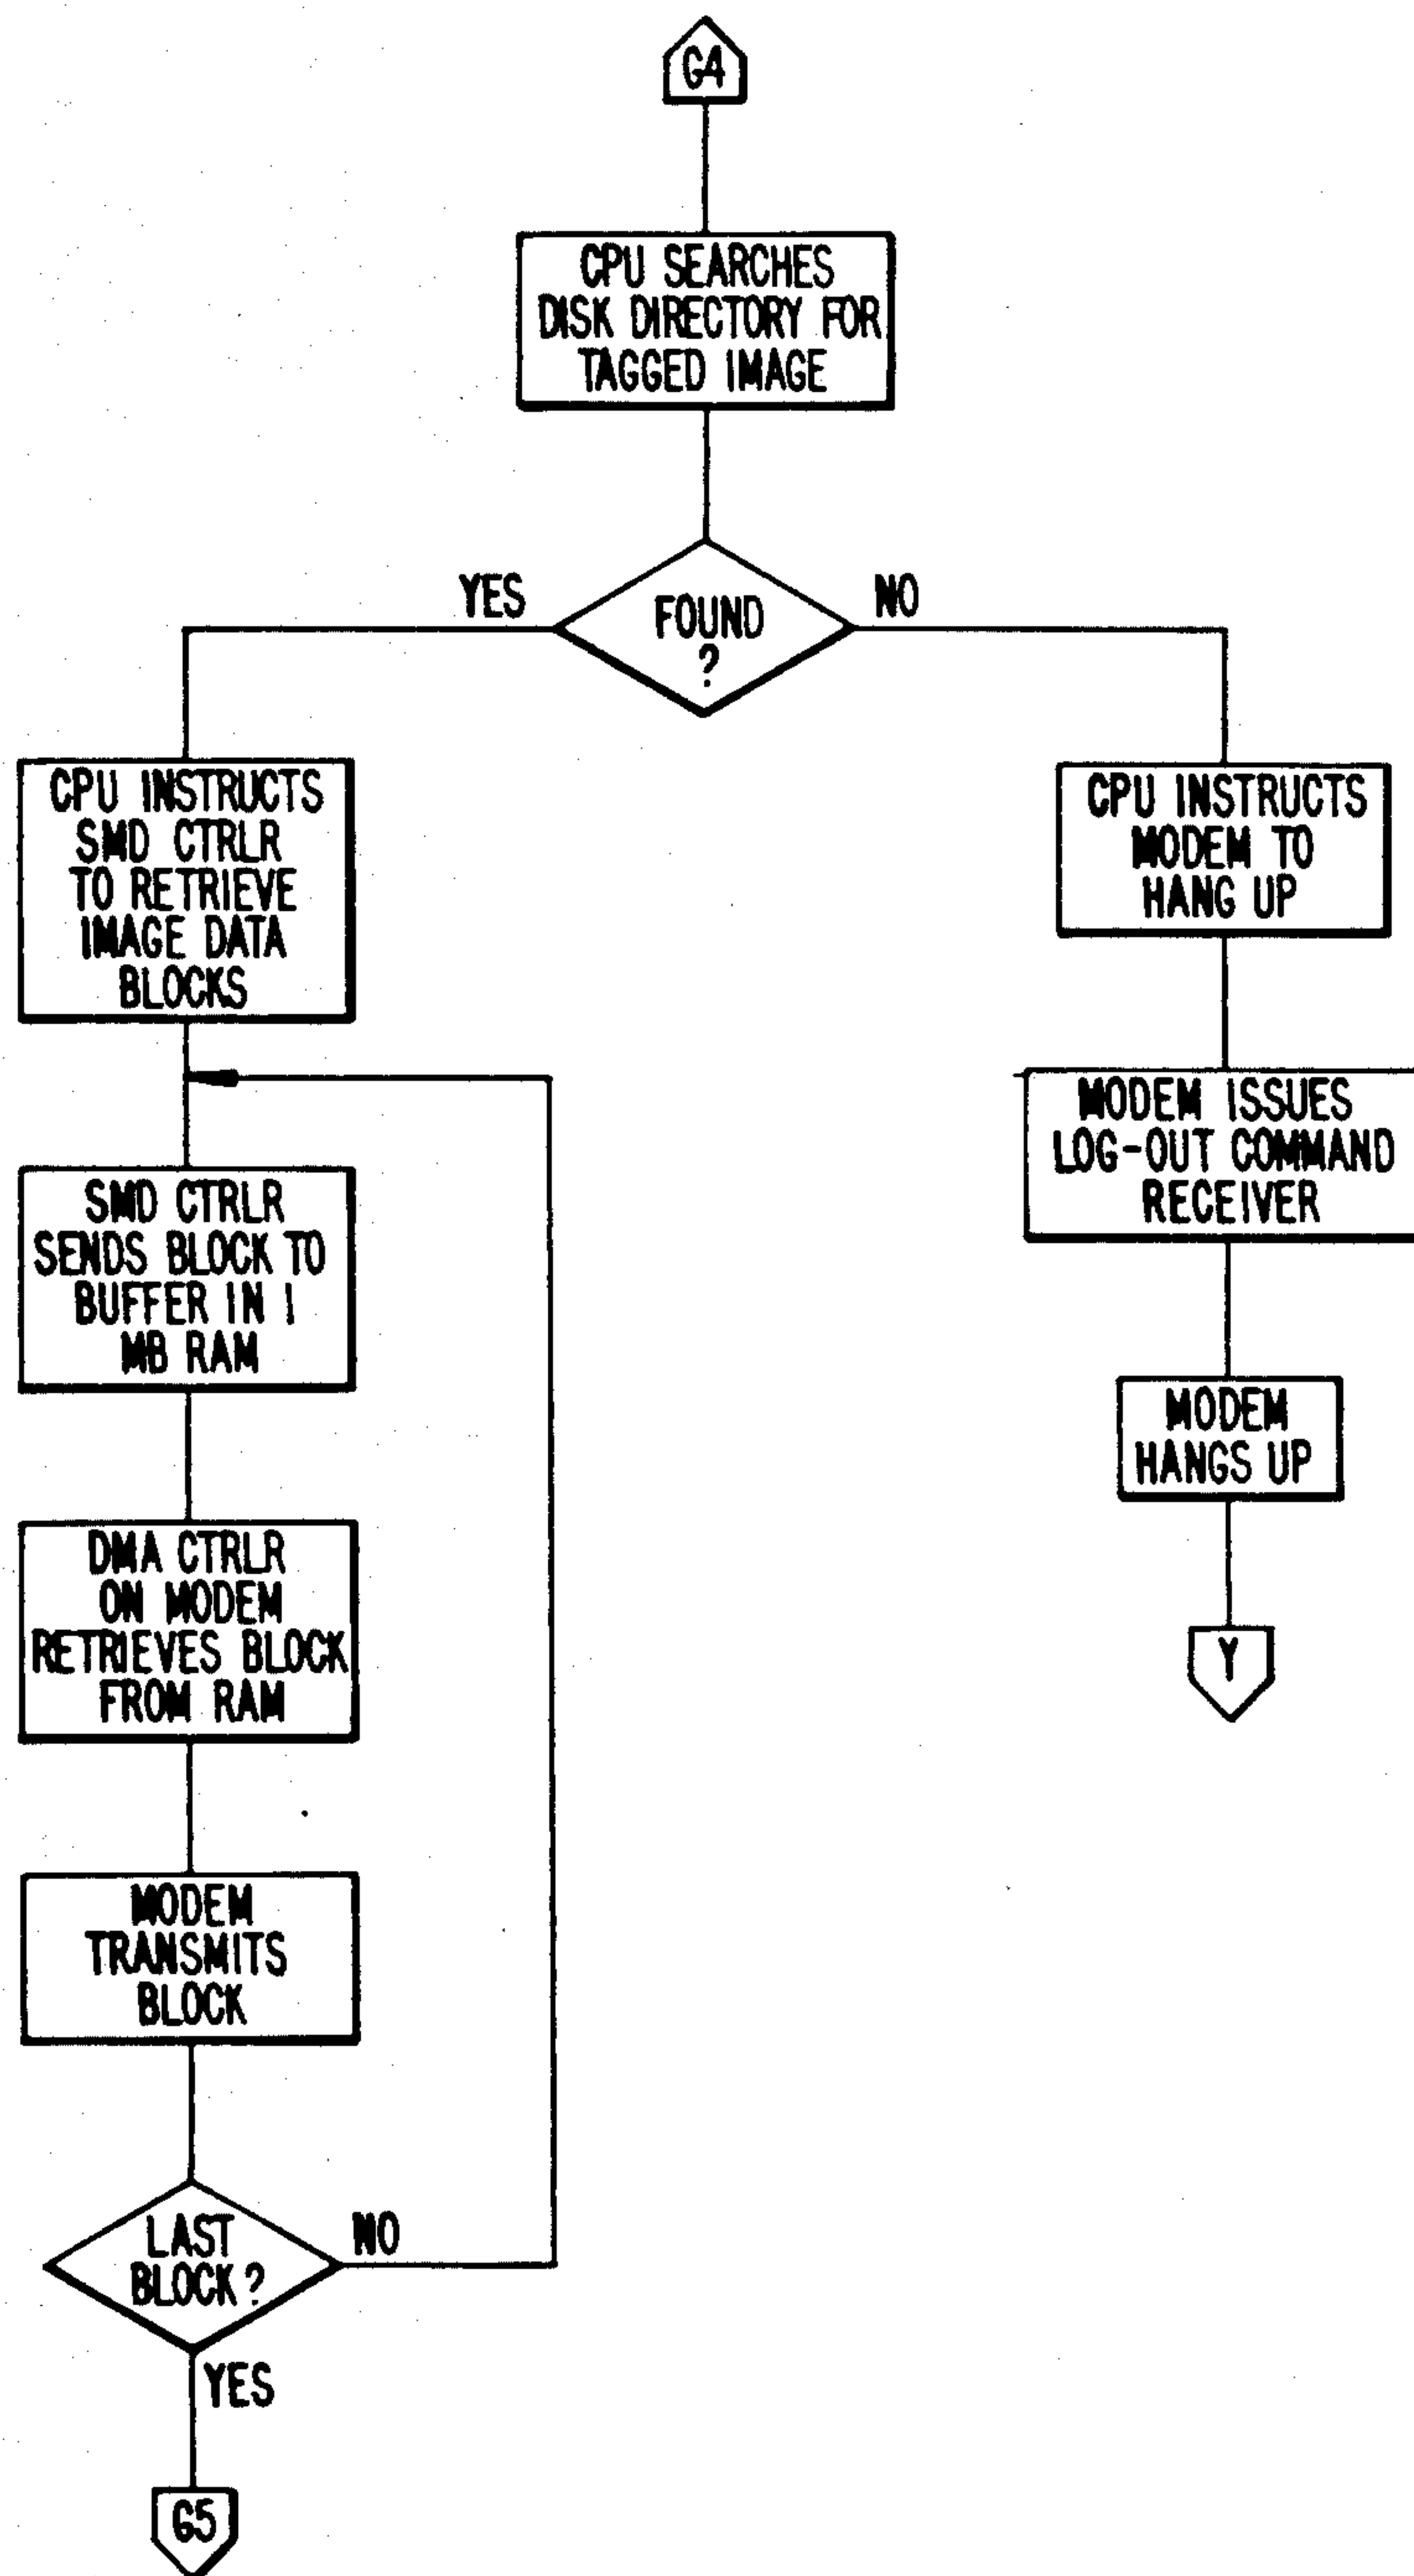 G4
CPU SEARCHES
DISK DIRECTORY FOR
TAGGED IMAGE
FOUND
?
YES
NO
CPU INSTRUCTS
SMD CTRLR
TO RETRIEVE
IMAGE DATA
BLOCKS
SMD CTRLR
SENDS BLOCK TO
BUFFER IN 1
MB RAM
DMA CTRLR
ON MODEM
RETRIEVES BLOCK
FROM RAM
MODEM
TRANSMITS
BLOCK
LAST
BLOCK?
NO
YES
G5
CPU INSTRUCTS
MODEM TO
HANG UP
MODEM ISSUES
LOG-OUT COMMAND
RECEIVER
MODEM
HANGS UP
Y